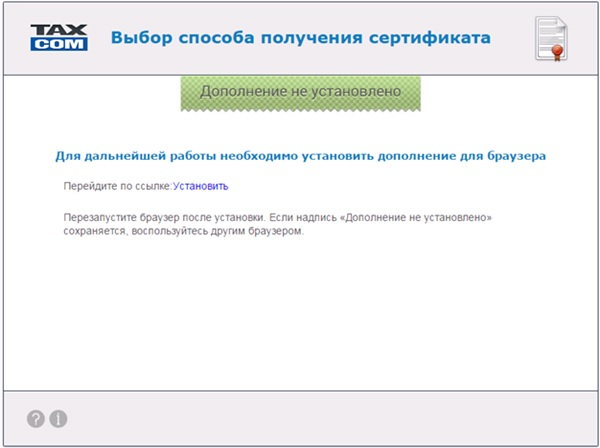 TAX
COM
Выбор способа получения сертификата
Дополнение не установлено
Для дальнейшей работы необходимо установить дополнение для браузера
Перейдите по ссылке:Установить
Перезапустите браузер после установки. Если надпись «Дополнение не установлено»
сохраняется, воспользуйтесь другим браузером.
? i